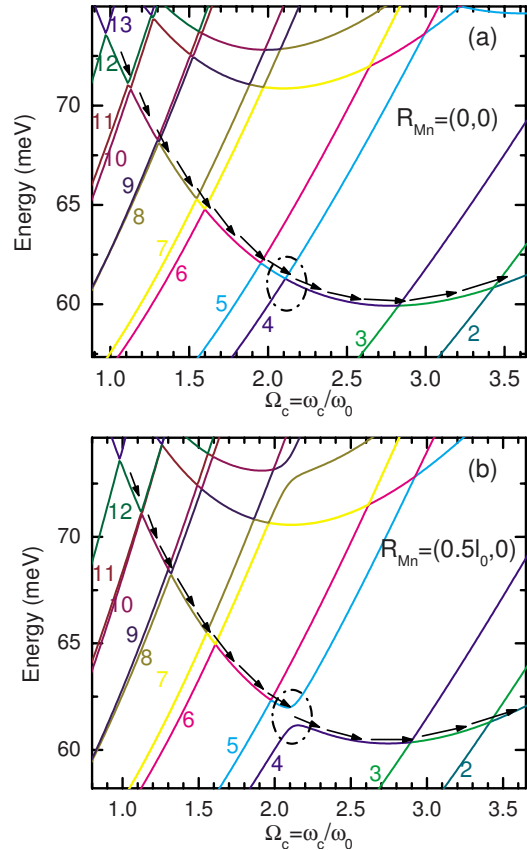 (a)
13
12
70
11
R_Mn=(0,0)
10
9
8
65
Energy (meV)
7
6
5
60
4
3
2
1.0 1.5 2.0 2.5 3.0 3.5
Ω_c=ω_c/ω_0
(b)
12
70
R_Mn=(0.5l_0,0)
11
10
9
8
65
Energy (meV)
7
6
5
60
4
3
2
1.0 1.5 2.0 2.5 3.0 3.5
Ω_c=ω_c/ω_0